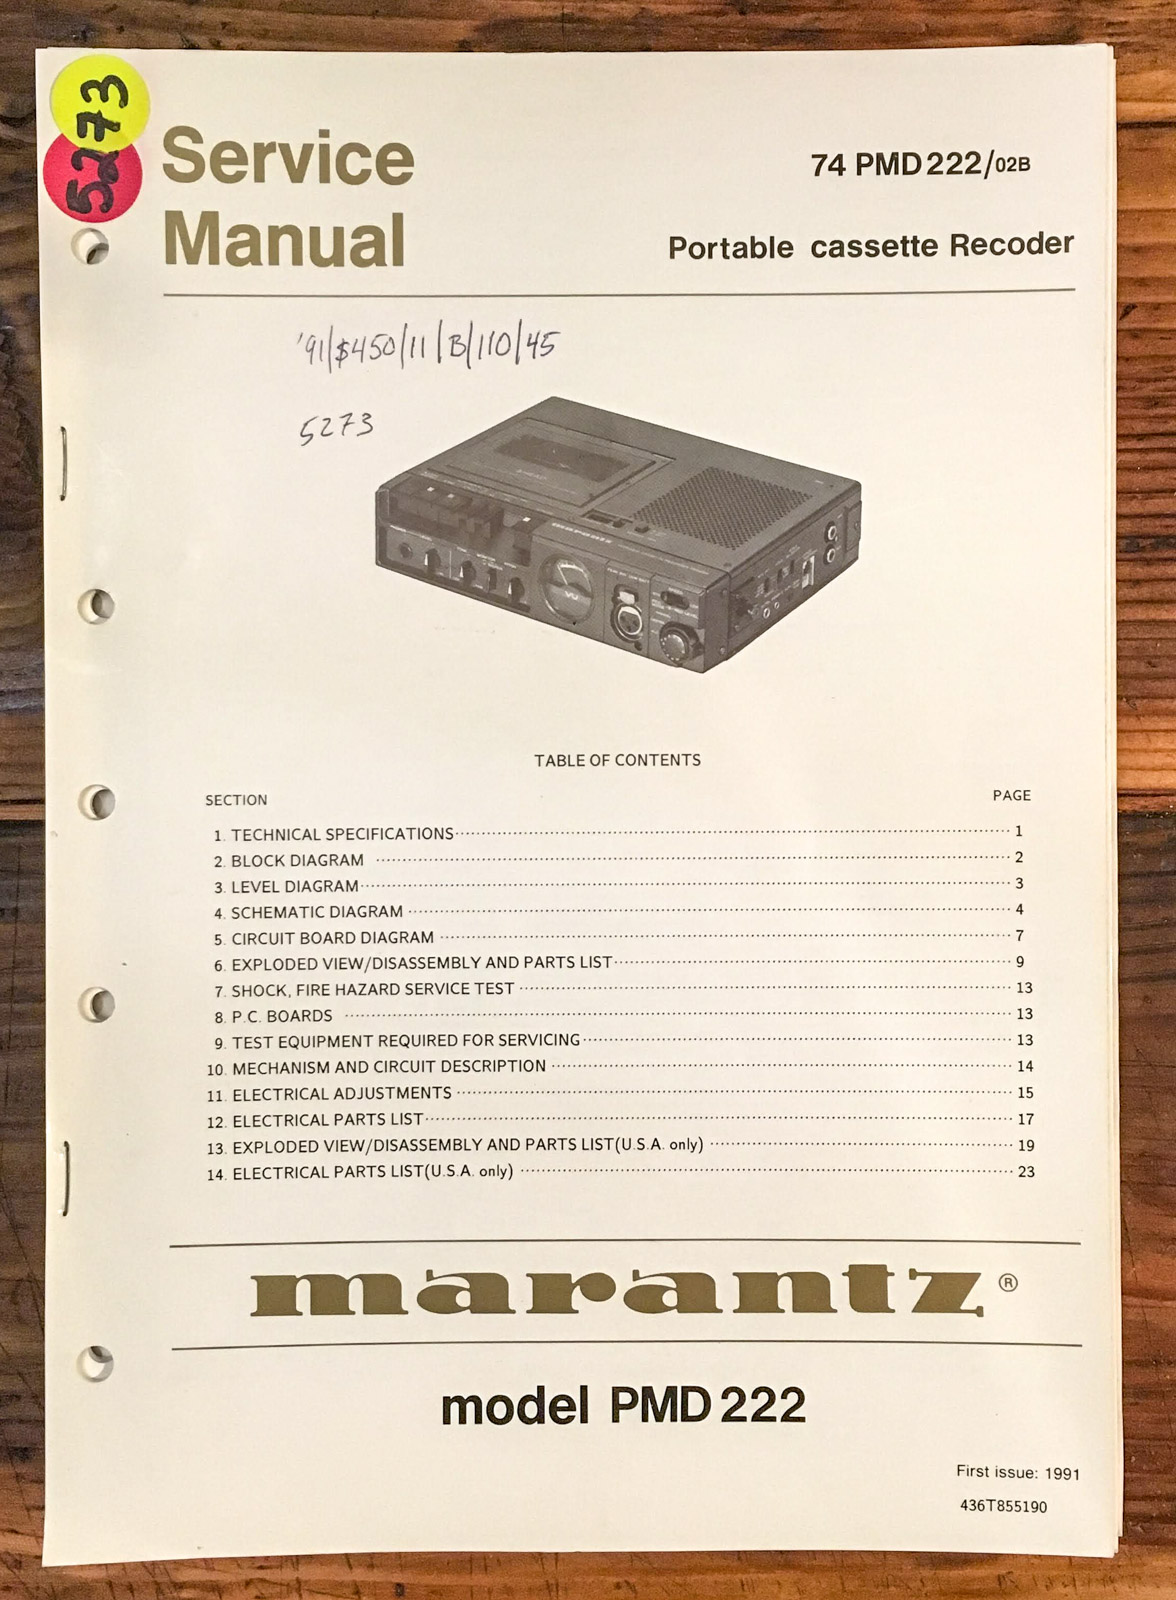 5273
Service
Manual
74 PMD222/02B
Portable cassette Recoder
'91/$450/11/B/110/45
5273
marantz
VU
TABLE OF CONTENTS
SECTION PAGE
1. TECHNICAL SPECIFICATIONS 1
2. BLOCK DIAGRAM 2
3. LEVEL DIAGRAM 3
4. SCHEMATIC DIAGRAM 4
5. CIRCUIT BOARD DIAGRAM 7
6. EXPLODED VIEW/DISASSEMBLY AND PARTS LIST 9
7. SHOCK, FIRE HAZARD SERVICE TEST 13
8. P.C. BOARDS 13
9. TEST EQUIPMENT REQUIRED FOR SERVICING 13
10. MECHANISM AND CIRCUIT DESCRIPTION 14
11. ELECTRICAL ADJUSTMENTS 15
12. ELECTRICAL PARTS LIST 17
13. EXPLODED VIEW/DISASSEMBLY AND PARTS LIST(U.S.A. only) 19
14. ELECTRICAL PARTS LIST(U.S.A. only) 23
marantz®
model PMD222
First issue: 1991
436T855190